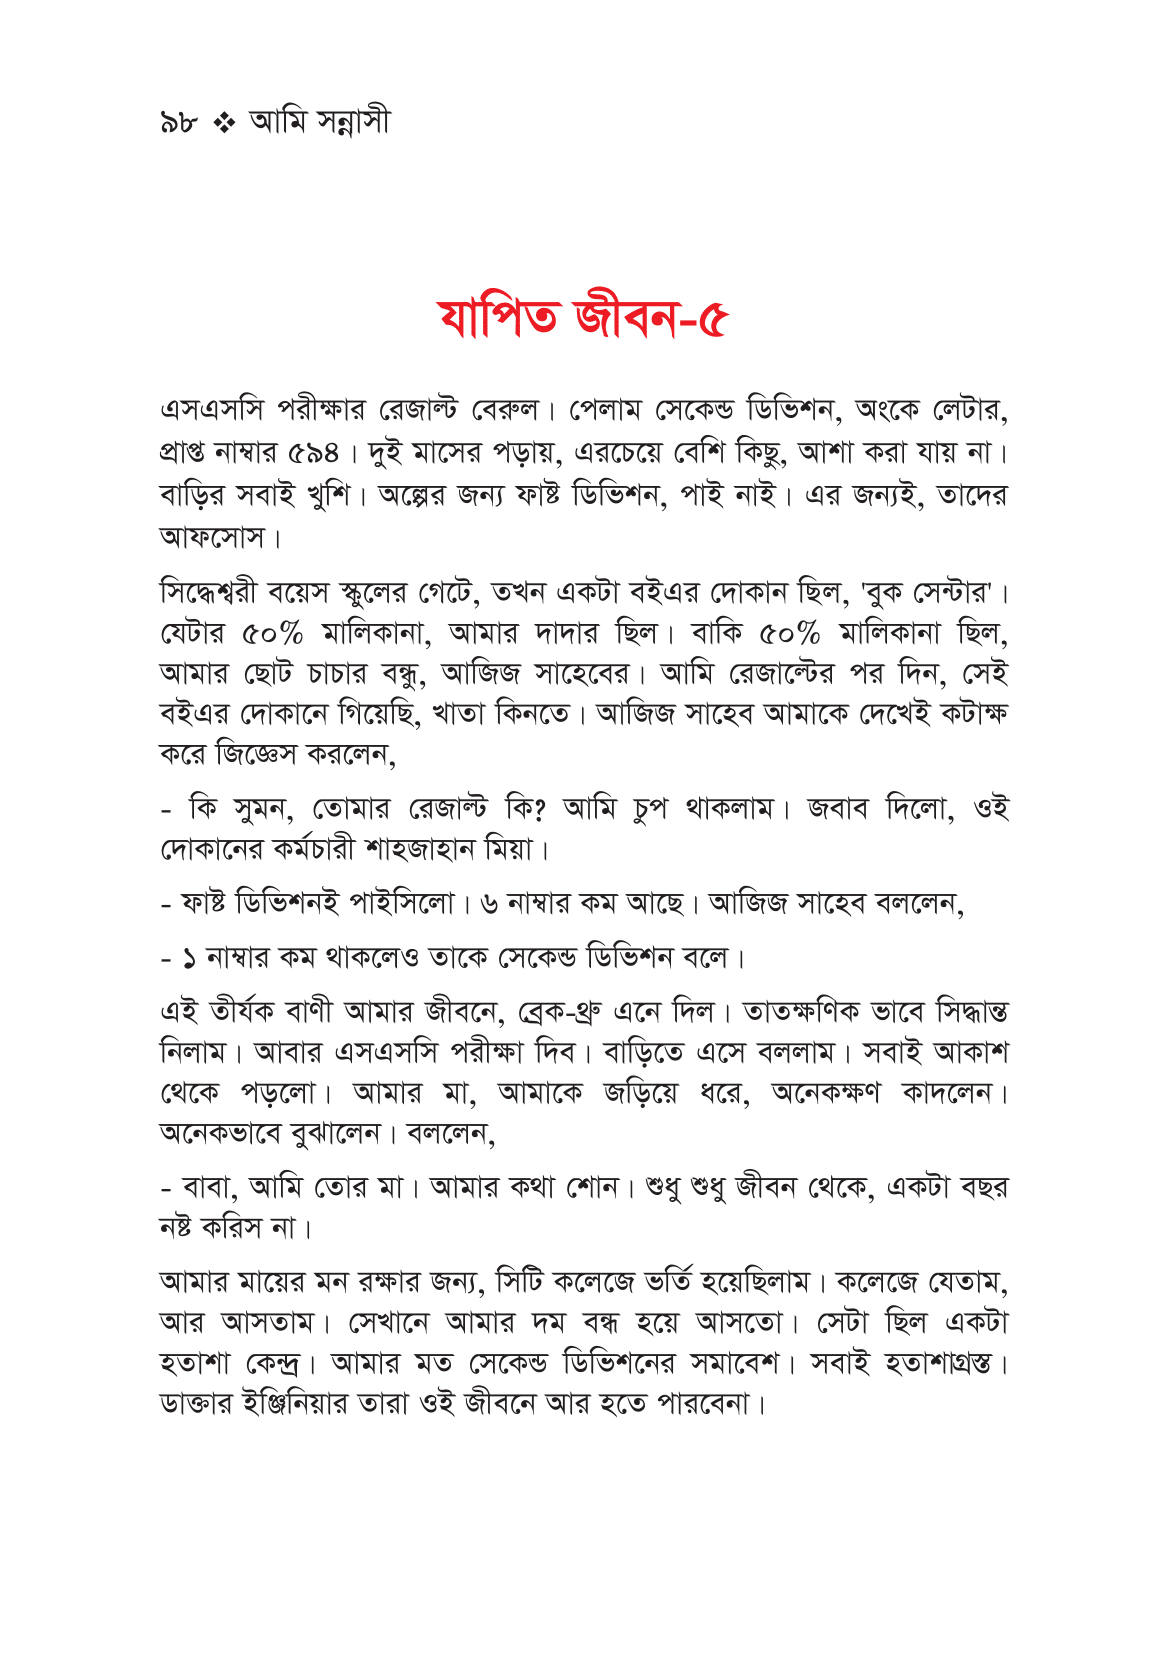 ৯৮ ❖ আমি সন্নাসী
যাপিত জীবন-৫
এসএসসি পরীক্ষার রেজাল্ট বেরুল। পেলাম সেকেন্ড ডিভিশন, অংকে লেটার,
প্রাপ্ত নাম্বার ৫৯৪। দুই মাসের পড়ায়, এরচেয়ে বেশি কিছু, আশা করা যায় না।
বাড়ির সবাই খুশি। অল্পের জন্য ফাষ্ট ডিভিশন, পাই নাই। এর জন্যই, তাদের
আফসোস।
সিদ্ধেশ্বরী বয়েস স্কুলের গেটে, তখন একটা বইএর দোকান ছিল, 'বুক সেন্টার'।
যেটার ৫০% মালিকানা, আমার দাদার ছিল। বাকি ৫০% মালিকানা ছিল,
আমার ছোট চাচার বন্ধু, আজিজ সাহেবের। আমি রেজাল্টের পর দিন, সেই
বইএর দোকানে গিয়েছি, খাতা কিনতে। আজিজ সাহেব আমাকে দেখেই কটাক্ষ
করে জিজ্ঞেস করলেন,
- কি সুমন, তোমার রেজাল্ট কি? আমি চুপ থাকলাম। জবাব দিলো, ওই
দোকানের কর্মচারী শাহজাহান মিয়া।
- ফাষ্ট ডিভিশনই পাইসিলো। ৬ নাম্বার কম আছে। আজিজ সাহেব বললেন,
- ১ নাম্বার কম থাকলেও তাকে সেকেন্ড ডিভিশন বলে।
এই তীর্যক বাণী আমার জীবনে, ব্রেক-থ্রু এনে দিল। তাতক্ষণিক ভাবে সিদ্ধান্ত
নিলাম। আবার এসএসসি পরীক্ষা দিব। বাড়িতে এসে বললাম। সবাই আকাশ
থেকে পড়লো। আমার মা, আমাকে জড়িয়ে ধরে, অনেকক্ষণ কাদলেন।
অনেকভাবে বুঝালেন। বললেন,
- বাবা, আমি তোর মা। আমার কথা শোন। শুধু শুধু জীবন থেকে, একটা বছর
নষ্ট করিস না।
আমার মায়ের মন রক্ষার জন্য, সিটি কলেজে ভর্তি হয়েছিলাম। কলেজে যেতাম,
আর আসতাম। সেখানে আমার দম বন্ধ হয়ে আসতো। সেটা ছিল একটা
হতাশা কেন্দ্র। আমার মত সেকেন্ড ডিভিশনের সমাবেশ। সবাই হতাশাগ্রস্ত।
ডাক্তার ইঞ্জিনিয়ার তারা ওই জীবনে আর হতে পারবেনা।